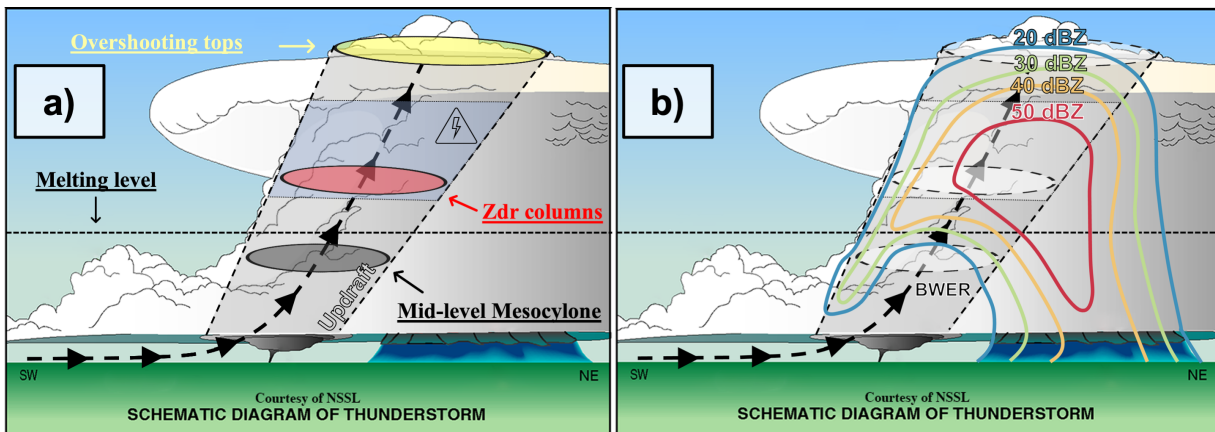 Overshooting tops
a)
Melting level
Zdr columns
Updraft
Mid-level Mesocylone
SW
NE
Courtesy of NSSL
SCHEMATIC DIAGRAM OF THUNDERSTORM
b)
20 dBZ
30 dBZ
40 dBZ
50 dBZ
BWER
SW
NE
Courtesy of NSSL
SCHEMATIC DIAGRAM OF THUNDERSTORM